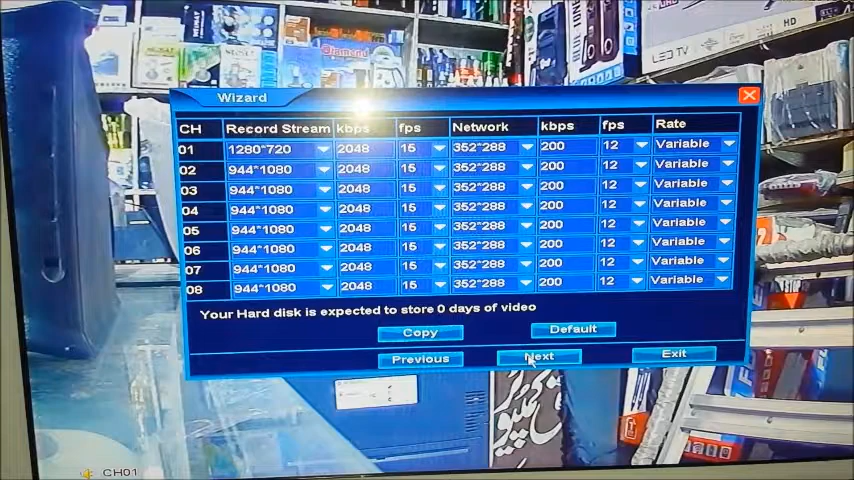 Diamond
HD
LED TV
Wizard
CH Record Stream kbps fps Network kbps fps Rate
01 1280*720 2048 15 352*288 200 12 Variable
02 944*1080 2048 15 352*288 200 12 Variable
03 944*1080 2048 15 352*288 200 12 Variable
04 944*1080 2048 15 352*288 200 12 Variable
05 944*1080 2048 15 352*288 200 12 Variable
06 944*1080 2048 15 352*288 200 12 Variable
07 944*1080 2048 15 352*288 200 12 Variable
08 944*1080 2048 15 352*288 200 12 Variable
Your Hard disk is expected to store 0 days of video
Copy Default
Previous Next Exit
CH01